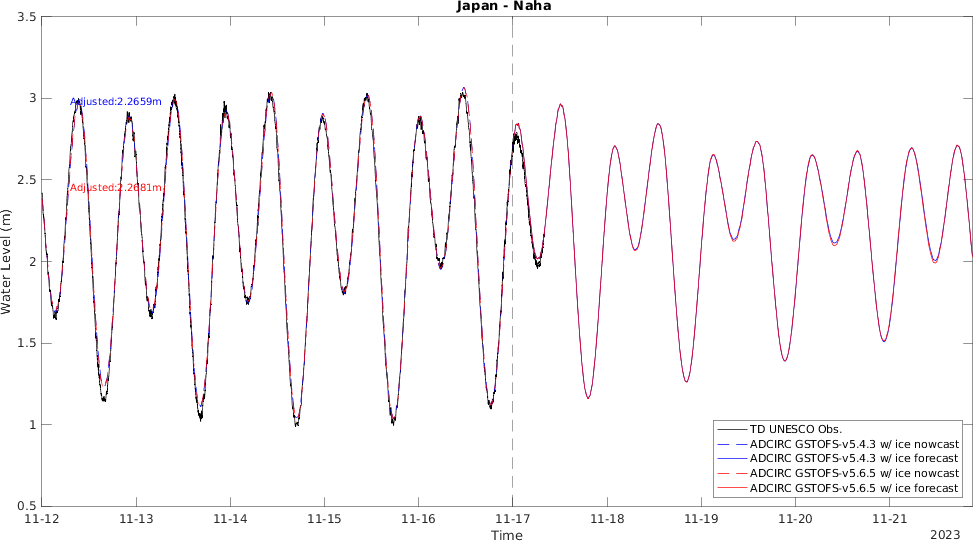 Japan - Naha
3.5
3
2.5
2
1.5
1
0.5
Water Level (m)
Adjusted:2.2659m
Adjusted:2.2681m
TD UNESCO Obs.
ADCIRC GSTOFS-v5.4.3 w/ ice nowcast
ADCIRC GSTOFS-v5.4.3 w/ ice forecast
ADCIRC GSTOFS-v5.6.5 w/ ice nowcast
ADCIRC GSTOFS-v5.6.5 w/ ice forecast
11-12 11-13 11-14 11-15 11-16 11-17 11-18 11-19 11-20 11-21
Time
2023